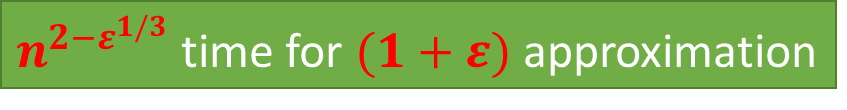 n^{2-ε^{1/3}} time for (1 + ε) approximation